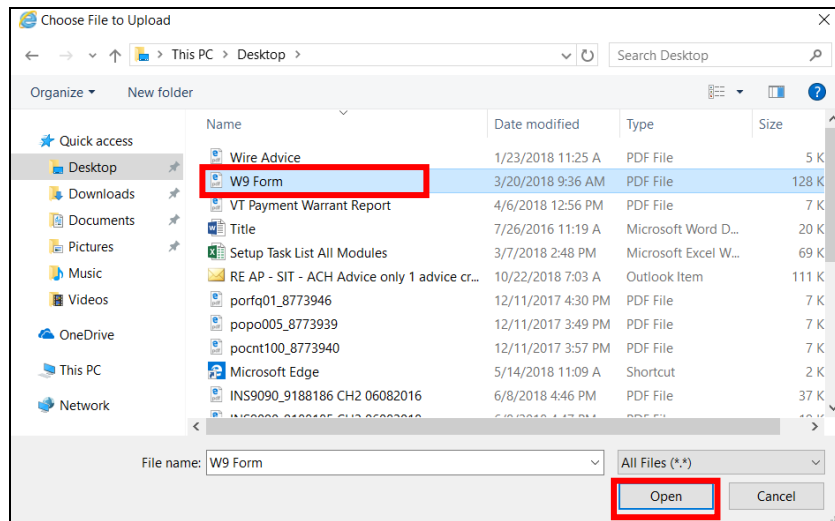 Choose File to Upload
This PC > Desktop >
Search Desktop
Organize New folder
Name Date modified Type Size
Quick access
Desktop
Downloads
Documents
Pictures
Music
Videos
OneDrive
This PC
Network
Wire Advice 1/23/2018 11:25 A PDF File 5 K
W9 Form 3/20/2018 9:36 AM PDF File 128 K
VT Payment Warrant Report 4/6/2018 12:56 PM PDF File 7 K
Title 7/26/2016 11:19 A Microsoft Word D... 20 K
Setup Task List All Modules 3/7/2018 2:48 PM Microsoft Excel W... 69 K
RE AP - SIT - ACH Advice only 1 advice cr... 10/22/2018 7:03 A Outlook Item 111 K
porfq01_8773946 12/11/2017 4:30 PM PDF File 7 K
popo005_8773939 12/11/2017 3:49 PM PDF File 7 K
pocnt100_8773940 12/11/2017 3:57 PM PDF File 7 K
Microsoft Edge 5/14/2018 11:09 A Shortcut 2 K
INS9090_9188186 CH2 06082016 6/8/2018 4:46 PM PDF File 37 K
File name: W9 Form All Files (*.*)
Open Cancel